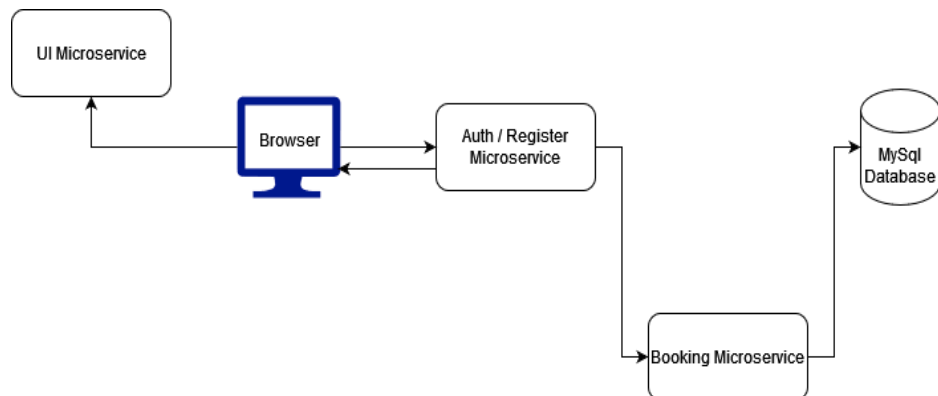 UI Microservice
Browser
Auth / Register
Microservice
MySql
Database
Booking Microservice